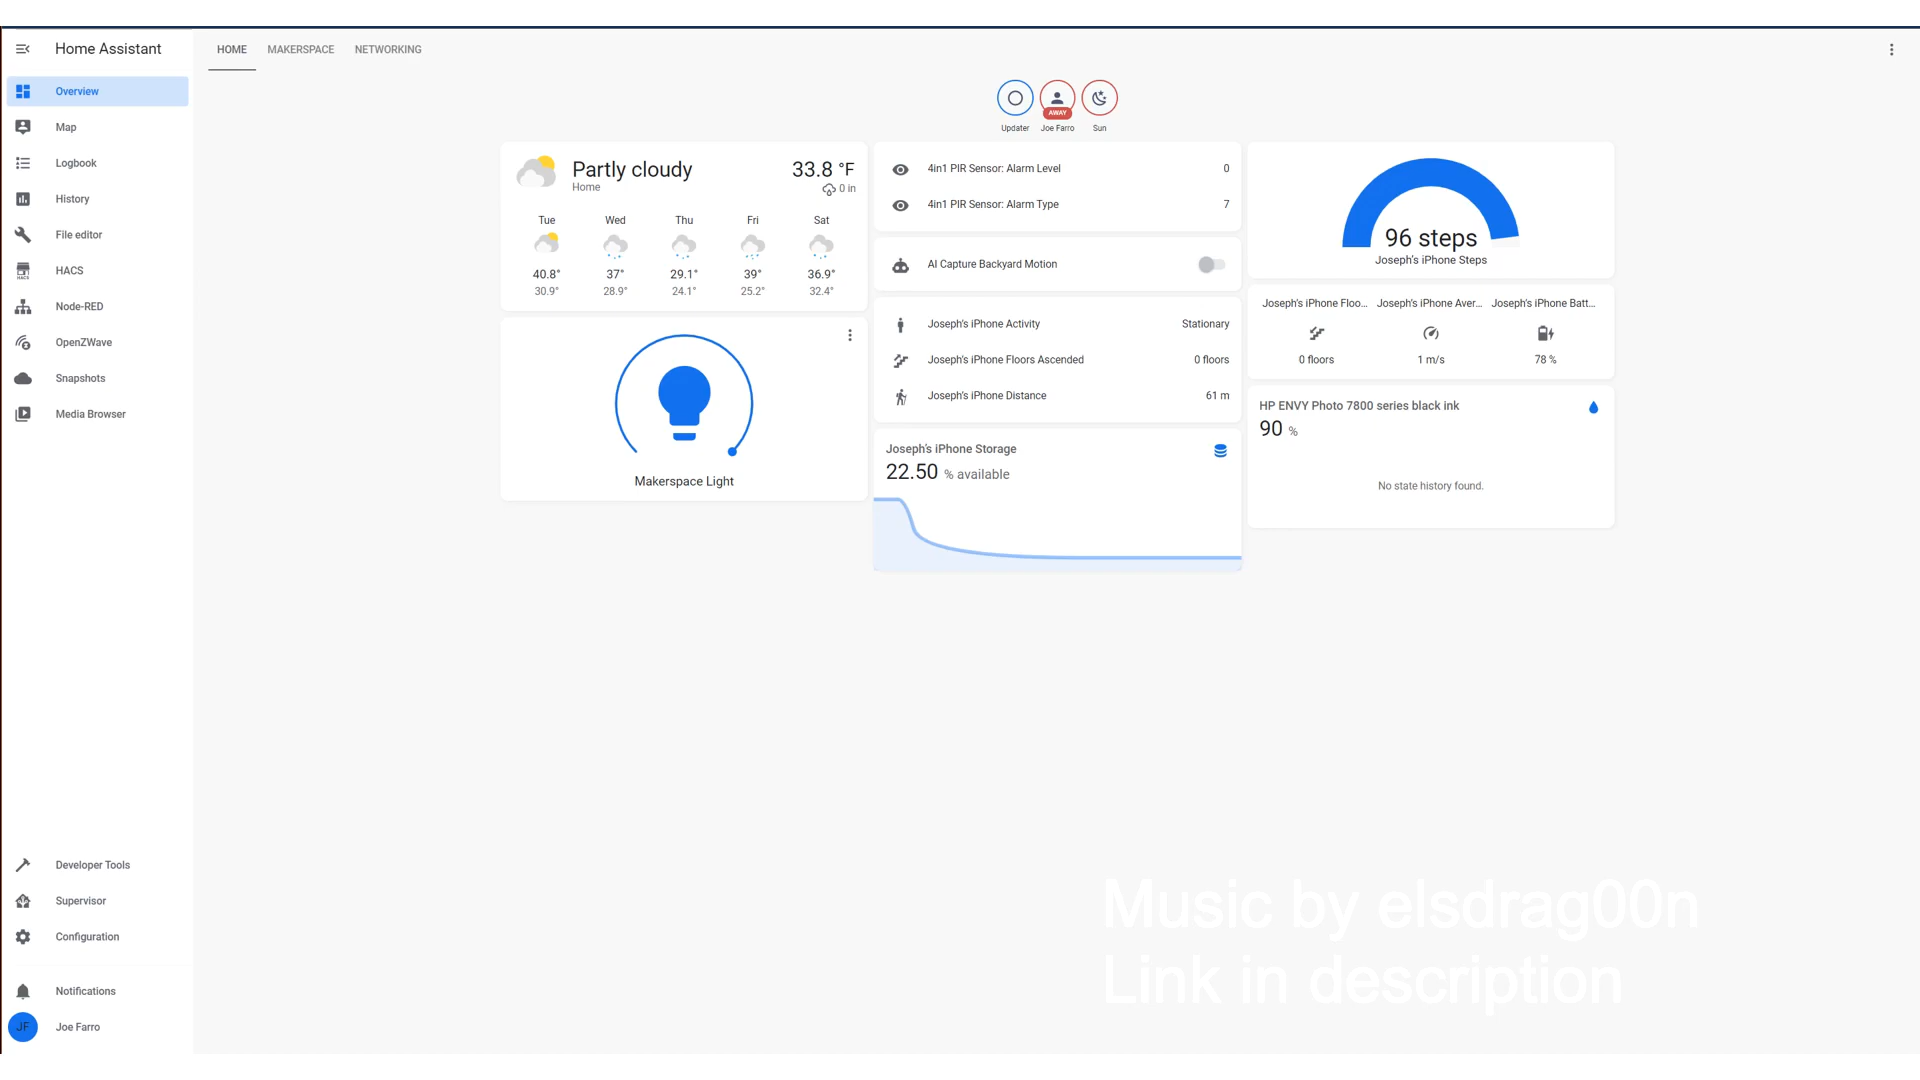 Home Assistant
HOME MAKERSPACE NETWORKING
Overview
Map
Logbook
History
File editor
HACS
HACS
Node-RED
OpenZWave
Snapshots
Media Browser
Developer Tools
Supervisor
Configuration
Notifications
JF Joe Farro
AWAY
Updater Joe Farro Sun
Partly cloudy 33.8 °F
Home 0 in
Tue Wed Thu Fri Sat
40.8° 37° 29.1° 39° 36.9°
30.9° 28.9° 24.1° 25.2° 32.4°
Makerspace Light
4in1 PIR Sensor: Alarm Level 0
4in1 PIR Sensor: Alarm Type 7
AI Capture Backyard Motion
Joseph's iPhone Activity Stationary
Joseph's iPhone Floors Ascended 0 floors
Joseph's iPhone Distance 61 m
Joseph's iPhone Storage
22.50 % available
96 steps
Joseph's iPhone Steps
Joseph's iPhone Floo... Joseph's iPhone Aver... Joseph's iPhone Batt...
0 floors 1 m/s 78 %
HP ENVY Photo 7800 series black ink
90 %
No state history found.
Music by elsdrag00n
Link in description